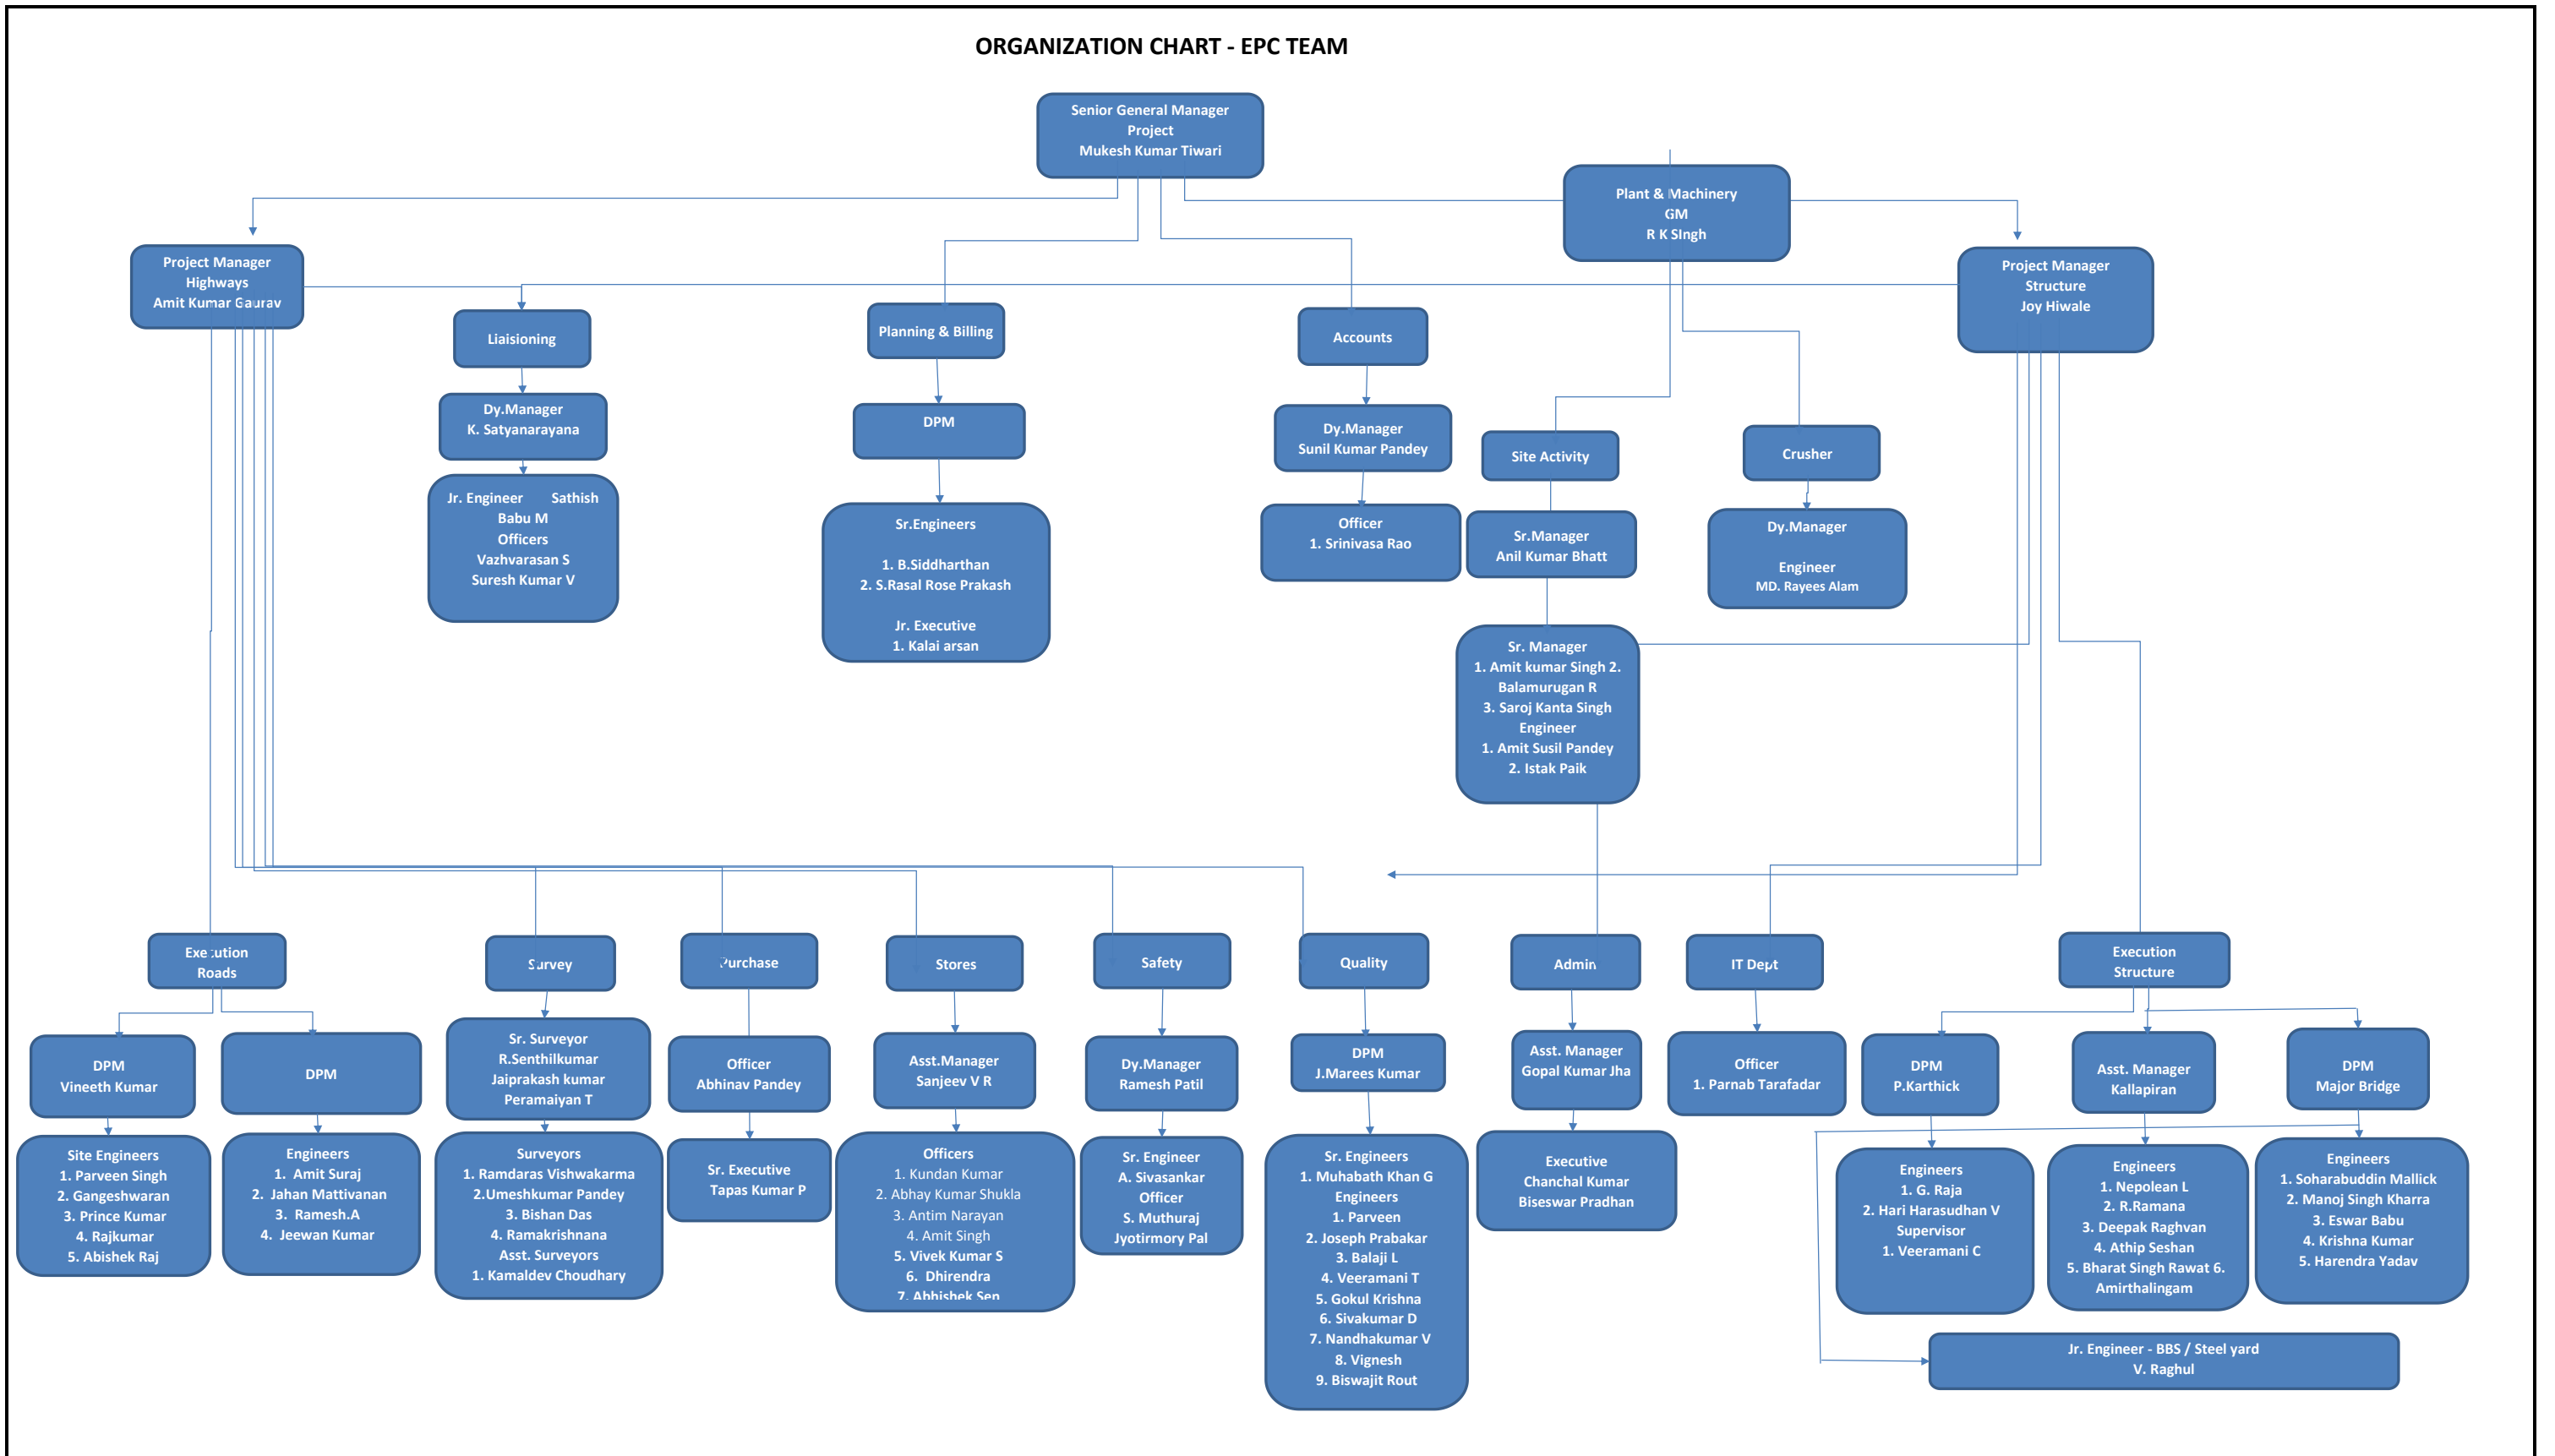 ORGANIZATION CHART - EPC TEAM
Senior General Manager
Project
Mukesh Kumar Tiwari
Plant & Machinery
GM
R K SIngh
Project Manager
Highways
Amit Kumar Gaurav
Project Manager
Structure
Joy Hiwale
Liaisioning
Planning & Billing
Accounts
Dy.Manager
K. Satyanarayana
DPM
Dy.Manager
Sunil Kumar Pandey
Site Activity
Crusher
Jr. Engineer Sathish
Babu M
Officers
Vazhvarasan S
Suresh Kumar V
Sr.Engineers
1. B.Siddharthan
2. S.Rasal Rose Prakash
Jr. Executive
1. Kalai arsan
Officer
1. Srinivasa Rao
Sr.Manager
Anil Kumar Bhatt
Dy.Manager
Engineer
MD. Rayees Alam
Sr. Manager
1. Amit kumar Singh 2.
Balamurugan R
3. Saroj Kanta Singh
Engineer
1. Amit Susil Pandey
2. Istak Paik
Execution
Roads
Survey
Purchase
Stores
Safety
Quality
Admin
IT Dept
Execution
Structure
DPM
Vineeth Kumar
DPM
Sr. Surveyor
R.Senthilkumar
Jaiprakash kumar
Peramaiyan T
Officer
Abhinav Pandey
Asst.Manager
Sanjeev V R
Dy.Manager
Ramesh Patil
DPM
J.Marees Kumar
Asst. Manager
Gopal Kumar Jha
Officer
1. Parnab Tarafadar
DPM
P.Karthick
Asst. Manager
Kallapiran
DPM
Major Bridge
Site Engineers
1. Parveen Singh
2. Gangeshwaran
3. Prince Kumar
4. Rajkumar
5. Abishek Raj
Engineers
1. Amit Suraj
2. Jahan Mattivanan
3. Ramesh.A
4. Jeewan Kumar
Surveyors
1. Ramdaras Vishwakarma
2.Umeshkumar Pandey
3. Bishan Das
4. Ramakrishnana
Asst. Surveyors
1. Kamaldev Choudhary
Sr. Executive
Tapas Kumar P
Officers
1. Kundan Kumar
2. Abhay Kumar Shukla
3. Antim Narayan
4. Amit Singh
5. Vivek Kumar S
6. Dhirendra
7. Abhishek Sen
Sr. Engineer
A. Sivasankar
Officer
S. Muthuraj
Jyotirmory Pal
Sr. Engineers
1. Muhabath Khan G
Engineers
1. Parveen
2. Joseph Prabakar
3. Balaji L
4. Veeramani T
5. Gokul Krishna
6. Sivakumar D
7. Nandhakumar V
8. Vignesh
9. Biswajit Rout
Executive
Chanchal Kumar
Biseswar Pradhan
Engineers
1. G. Raja
2. Hari Harasudhan V
Supervisor
1. Veeramani C
Engineers
1. Nepolean L
2. R.Ramana
3. Deepak Raghvan
4. Athip Seshan
5. Bharat Singh Rawat 6.
Amirthalingam
Engineers
1. Soharabuddin Mallick
2. Manoj Singh Kharra
3. Eswar Babu
4. Krishna Kumar
5. Harendra Yadav
Jr. Engineer - BBS / Steel yard
V. Raghul